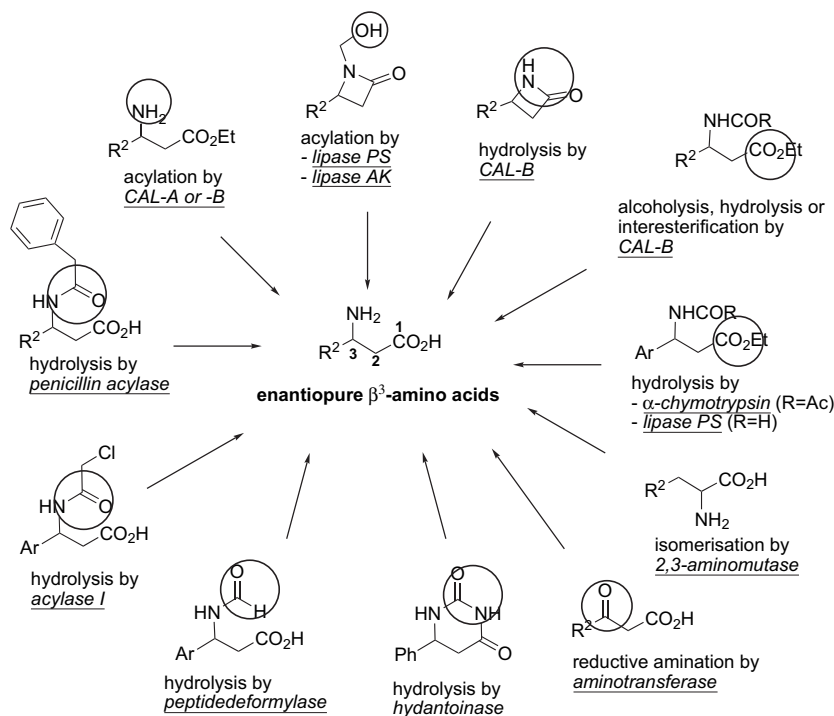 OH
N
O
R2
acylation by
- lipase PS
- lipase AK
H
N
O
R2
hydrolysis by
CAL-B
NH2
R2
CO2Et
acylation by
CAL-A or -B
NHCOR
R2
CO2Et
alcoholysis, hydrolysis or
interesterification by
CAL-B
HN
O
R2
CO2H
hydrolysis by
penicillin acylase
NH2
1
R2
CO2H
3
2
enantiopure β3-amino acids
NHCOR
Ar
CO2Et
hydrolysis by
- α-chymotrypsin (R=Ac)
- lipase PS (R=H)
Cl
HN
O
Ar
CO2H
hydrolysis by
acylase I
R2
CO2H
NH2
isomerisation by
2,3-aminomutase
O
HN
H
Ar
CO2H
hydrolysis by
peptidedeformylase
O
HN
NH
Ph
O
hydrolysis by
hydantoinase
O
R2
CO2H
reductive amination by
aminotransferase